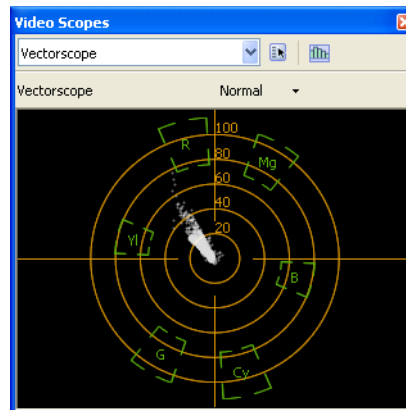 Video Scopes
Vectorscope
Vectorscope Normal
100
R
80
Mg
60
40
20
Yl
B
G
Cy